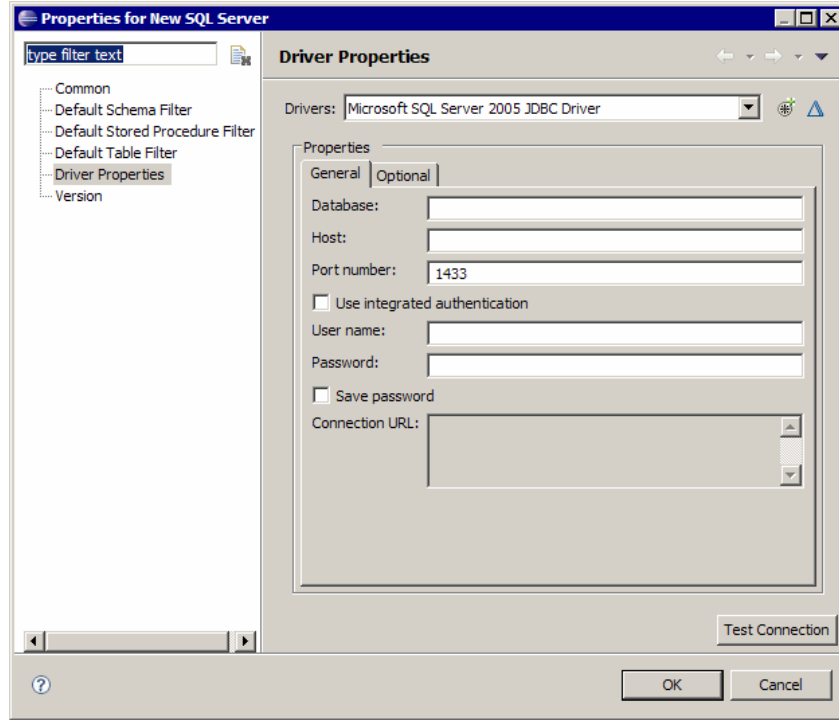 Properties for New SQL Server
type filter text
Common
Default Schema Filter
Default Stored Procedure Filter
Default Table Filter
Driver Properties
Version
Driver Properties
Drivers: Microsoft SQL Server 2005 JDBC Driver
Properties
General Optional
Database:
Host:
Port number: 1433
Use integrated authentication
User name:
Password:
Save password
Connection URL:
Test Connection
? OK Cancel